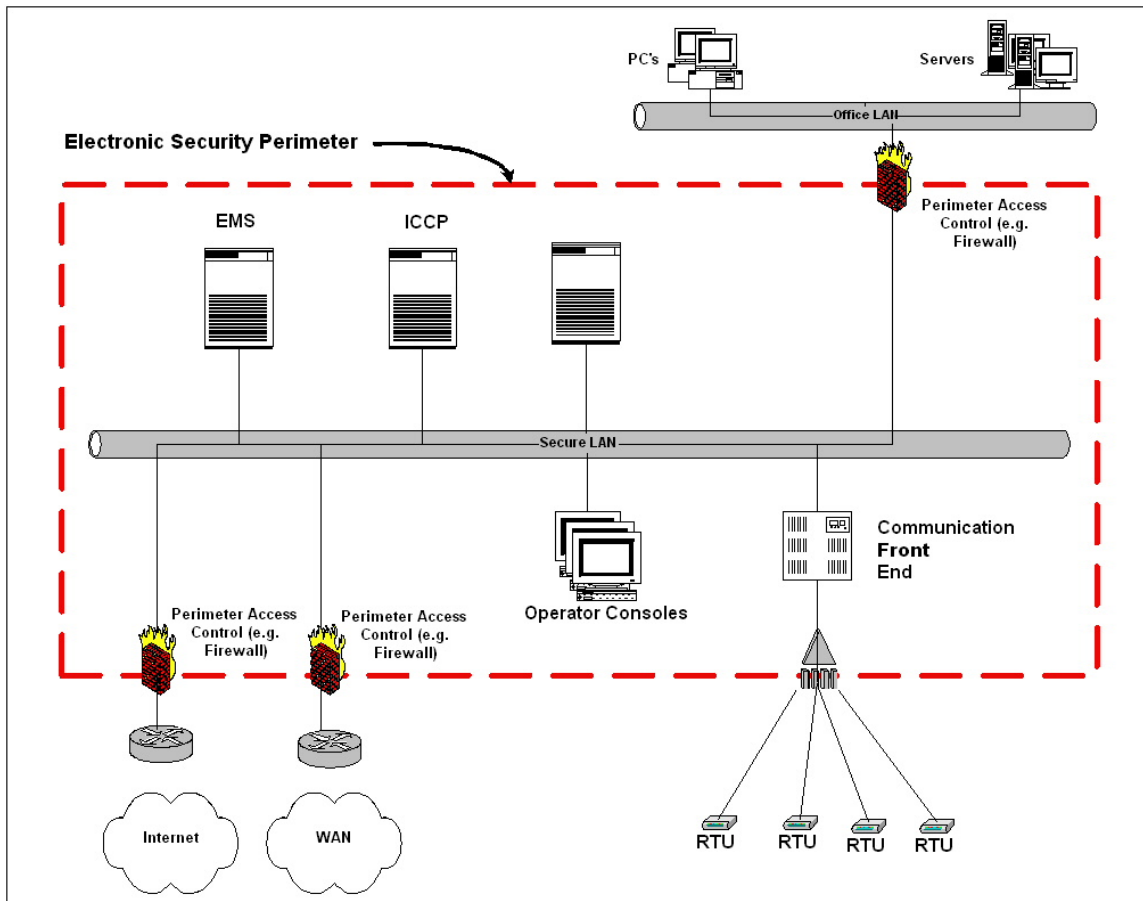 PC's
Servers
Office LAN
Electronic Security Perimeter
Perimeter Access
Control (e.g.
Firewall)
EMS
ICCP
Secure LAN
Communication
Front
End
Operator Consoles
Perimeter Access
Control (e.g.
Firewall)
Perimeter Access
Control (e.g.
Firewall)
Internet
WAN
RTU
RTU
RTU
RTU